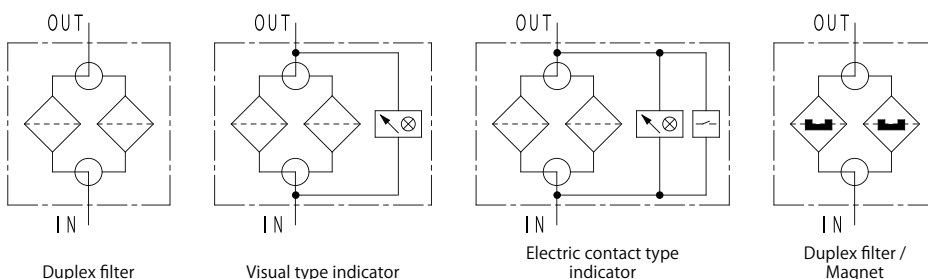 OUT
OUT
OUT
OUT
IN
IN
IN
IN
Duplex filter
Visual type indicator
Electric contact type
indicator
Duplex filter /
Magnet